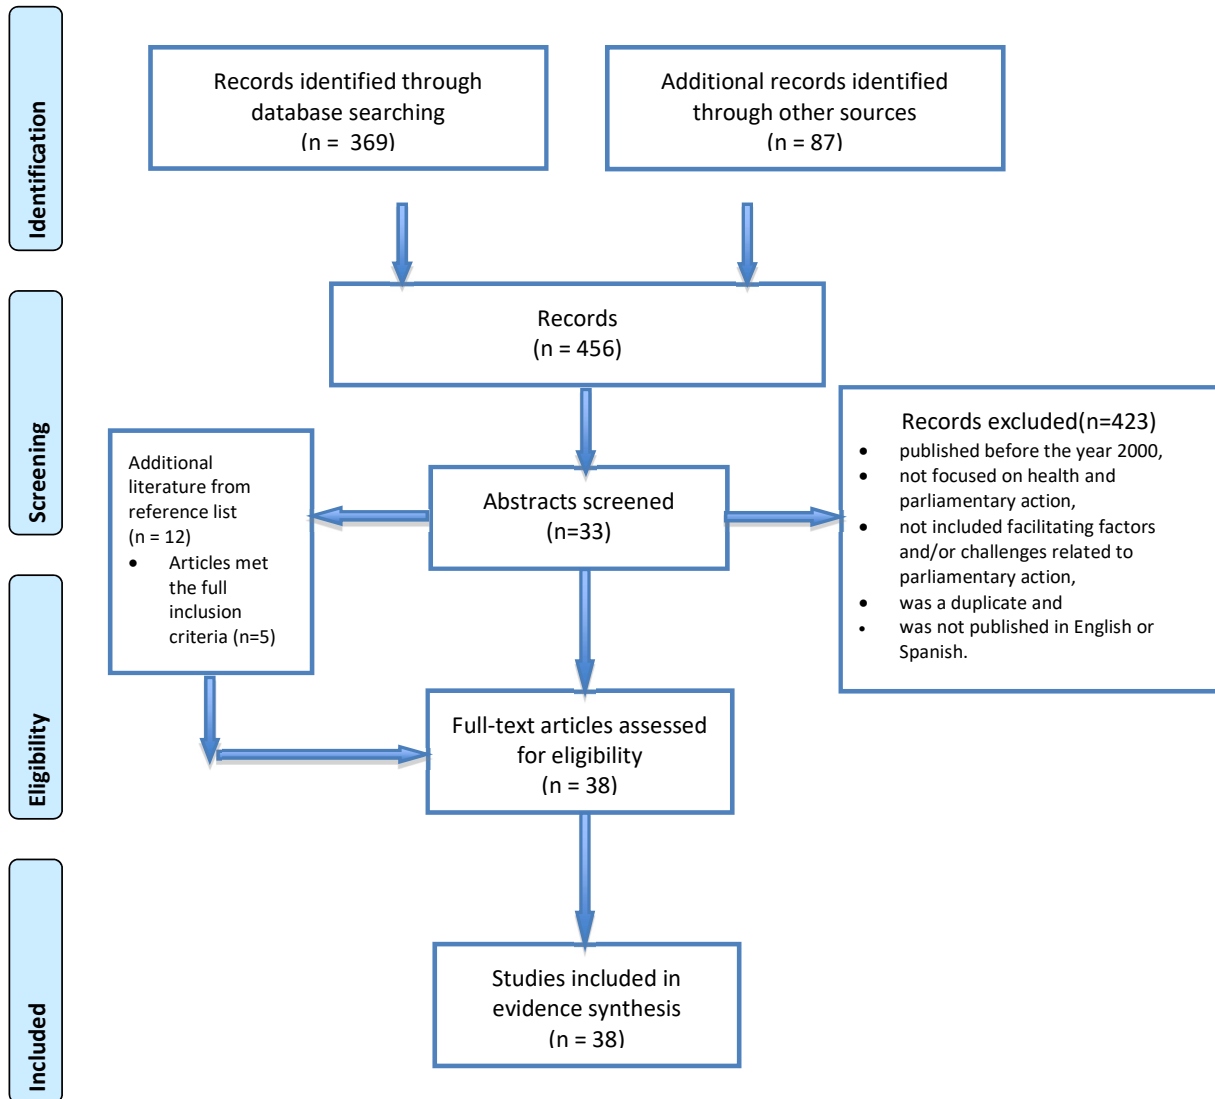 Identification
Records identified through
database searching
(n = 369)
Additional records identified
through other sources
(n = 87)
Screening
Records
(n = 456)
Records excluded(n=423)
• published before the year 2000,
• not focused on health and
parliamentary action,
• not included facilitating factors
and/or challenges related to
parliamentary action,
• was a duplicate and
• was not published in English or
Spanish.
Abstracts screened
(n=33)
Additional
literature from
reference list
(n = 12)
• Articles met
the full
inclusion
criteria (n=5)
Eligibility
Full-text articles assessed
for eligibility
(n = 38)
Included
Studies included in
evidence synthesis
(n = 38)